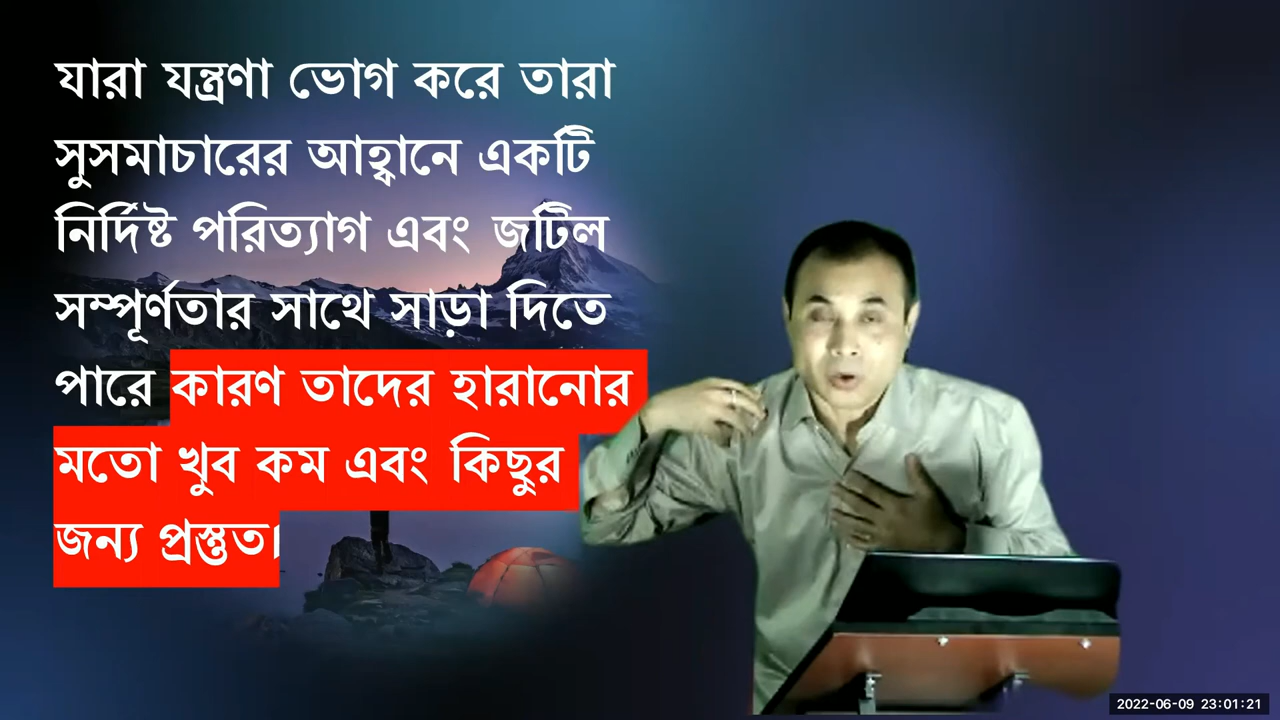 যারা যন্ত্রণা ভোগ করে তারা
সুসমাচারের আহ্বানে একটি
নির্দিষ্ট পরিত্যাগ এবং জটিল
সম্পূর্ণতার সাথে সাড়া দিতে
পারে কারণ তাদের হারানোর
মতো খুব কম এবং কিছুর
জন্য প্রস্তুত।
2022-06-09 23:01:21